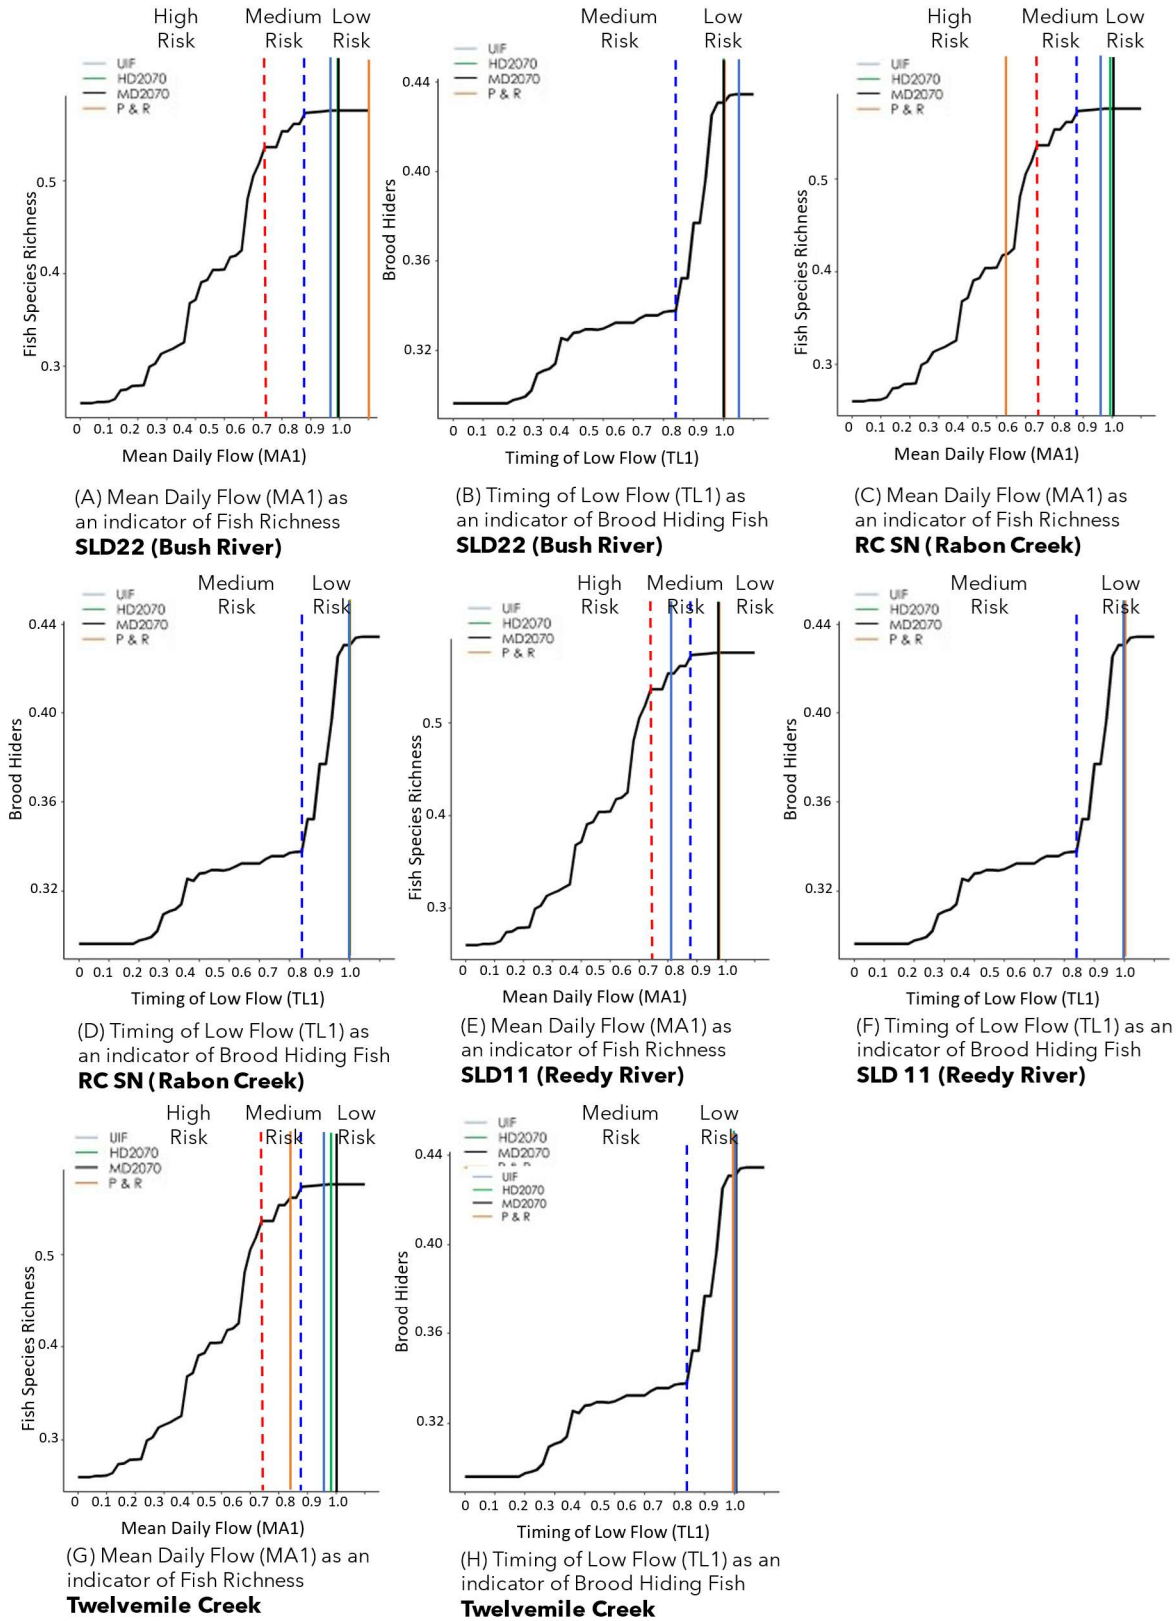 High
Risk
Medium
Risk
Low
Risk
UIF
HD2070
MD2070
P & R
Fish Species Richness
0.5
0.4
0.3
0 0.1 0.2 0.3 0.4 0.5 0.6 0.7 0.8 0.9 1.0
Mean Daily Flow (MA1)
(A) Mean Daily Flow (MA1) as
an indicator of Fish Richness
SLD22 (Bush River)
Medium
Risk
Low
Risk
UIF
HD2070
MD2070
P & R
Brood Hiders
0.44
0.40
0.36
0.32
0 0.1 0.2 0.3 0.4 0.5 0.6 0.7 0.8 0.9 1.0
Timing of Low Flow (TL1)
(B) Timing of Low Flow (TL1) as
an indicator of Brood Hiding Fish
SLD22 (Bush River)
High
Risk
Medium
Risk
Low
Risk
UIF
HD2070
MD2070
P & R
Fish Species Richness
0.5
0.4
0.3
0 0.1 0.2 0.3 0.4 0.5 0.6 0.7 0.8 0.9 1.0
Mean Daily Flow (MA1)
(C) Mean Daily Flow (MA1) as
an indicator of Fish Richness
RC SN (Rabon Creek)
Medium
Risk
Low
Risk
UIF
HD2070
MD2070
P & R
Brood Hiders
0.44
0.40
0.36
0.32
0 0.1 0.2 0.3 0.4 0.5 0.6 0.7 0.8 0.9 1.0
Timing of Low Flow (TL1)
(D) Timing of Low Flow (TL1) as
an indicator of Brood Hiding Fish
RC SN (Rabon Creek)
High
Risk
Medium
Risk
Low
Risk
UIF
HD2070
MD2070
P & R
Fish Species Richness
0.5
0.4
0.3
0 0.1 0.2 0.3 0.4 0.5 0.6 0.7 0.8 0.9 1.0
Mean Daily Flow (MA1)
(E) Mean Daily Flow (MA1) as
an indicator of Fish Richness
SLD11 (Reedy River)
Medium
Risk
Low
Risk
UIF
HD2070
MD2070
P & R
Brood Hiders
0.44
0.40
0.36
0.32
0 0.1 0.2 0.3 0.4 0.5 0.6 0.7 0.8 0.9 1.0
Timing of Low Flow (TL1)
(F) Timing of Low Flow (TL1) as an
indicator of Brood Hiding Fish
SLD 11 (Reedy River)
High
Risk
Medium
Risk
Low
Risk
UIF
HD2070
MD2070
P & R
Fish Species Richness
0.5
0.4
0.3
0 0.1 0.2 0.3 0.4 0.5 0.6 0.7 0.8 0.9 1.0
Mean Daily Flow (MA1)
(G) Mean Daily Flow (MA1) as an
indicator of Fish Richness
Twelvemile Creek
Medium
Risk
Low
Risk
UIF
HD2070
MD2070
UIF
HD2070
MD2070
P & R
Brood Hiders
0.44
0.40
0.36
0.32
0 0.1 0.2 0.3 0.4 0.5 0.6 0.7 0.8 0.9 1.0
Timing of Low Flow (TL1)
(H) Timing of Low Flow (TL1) as an
indicator of Brood Hiding Fish
Twelvemile Creek